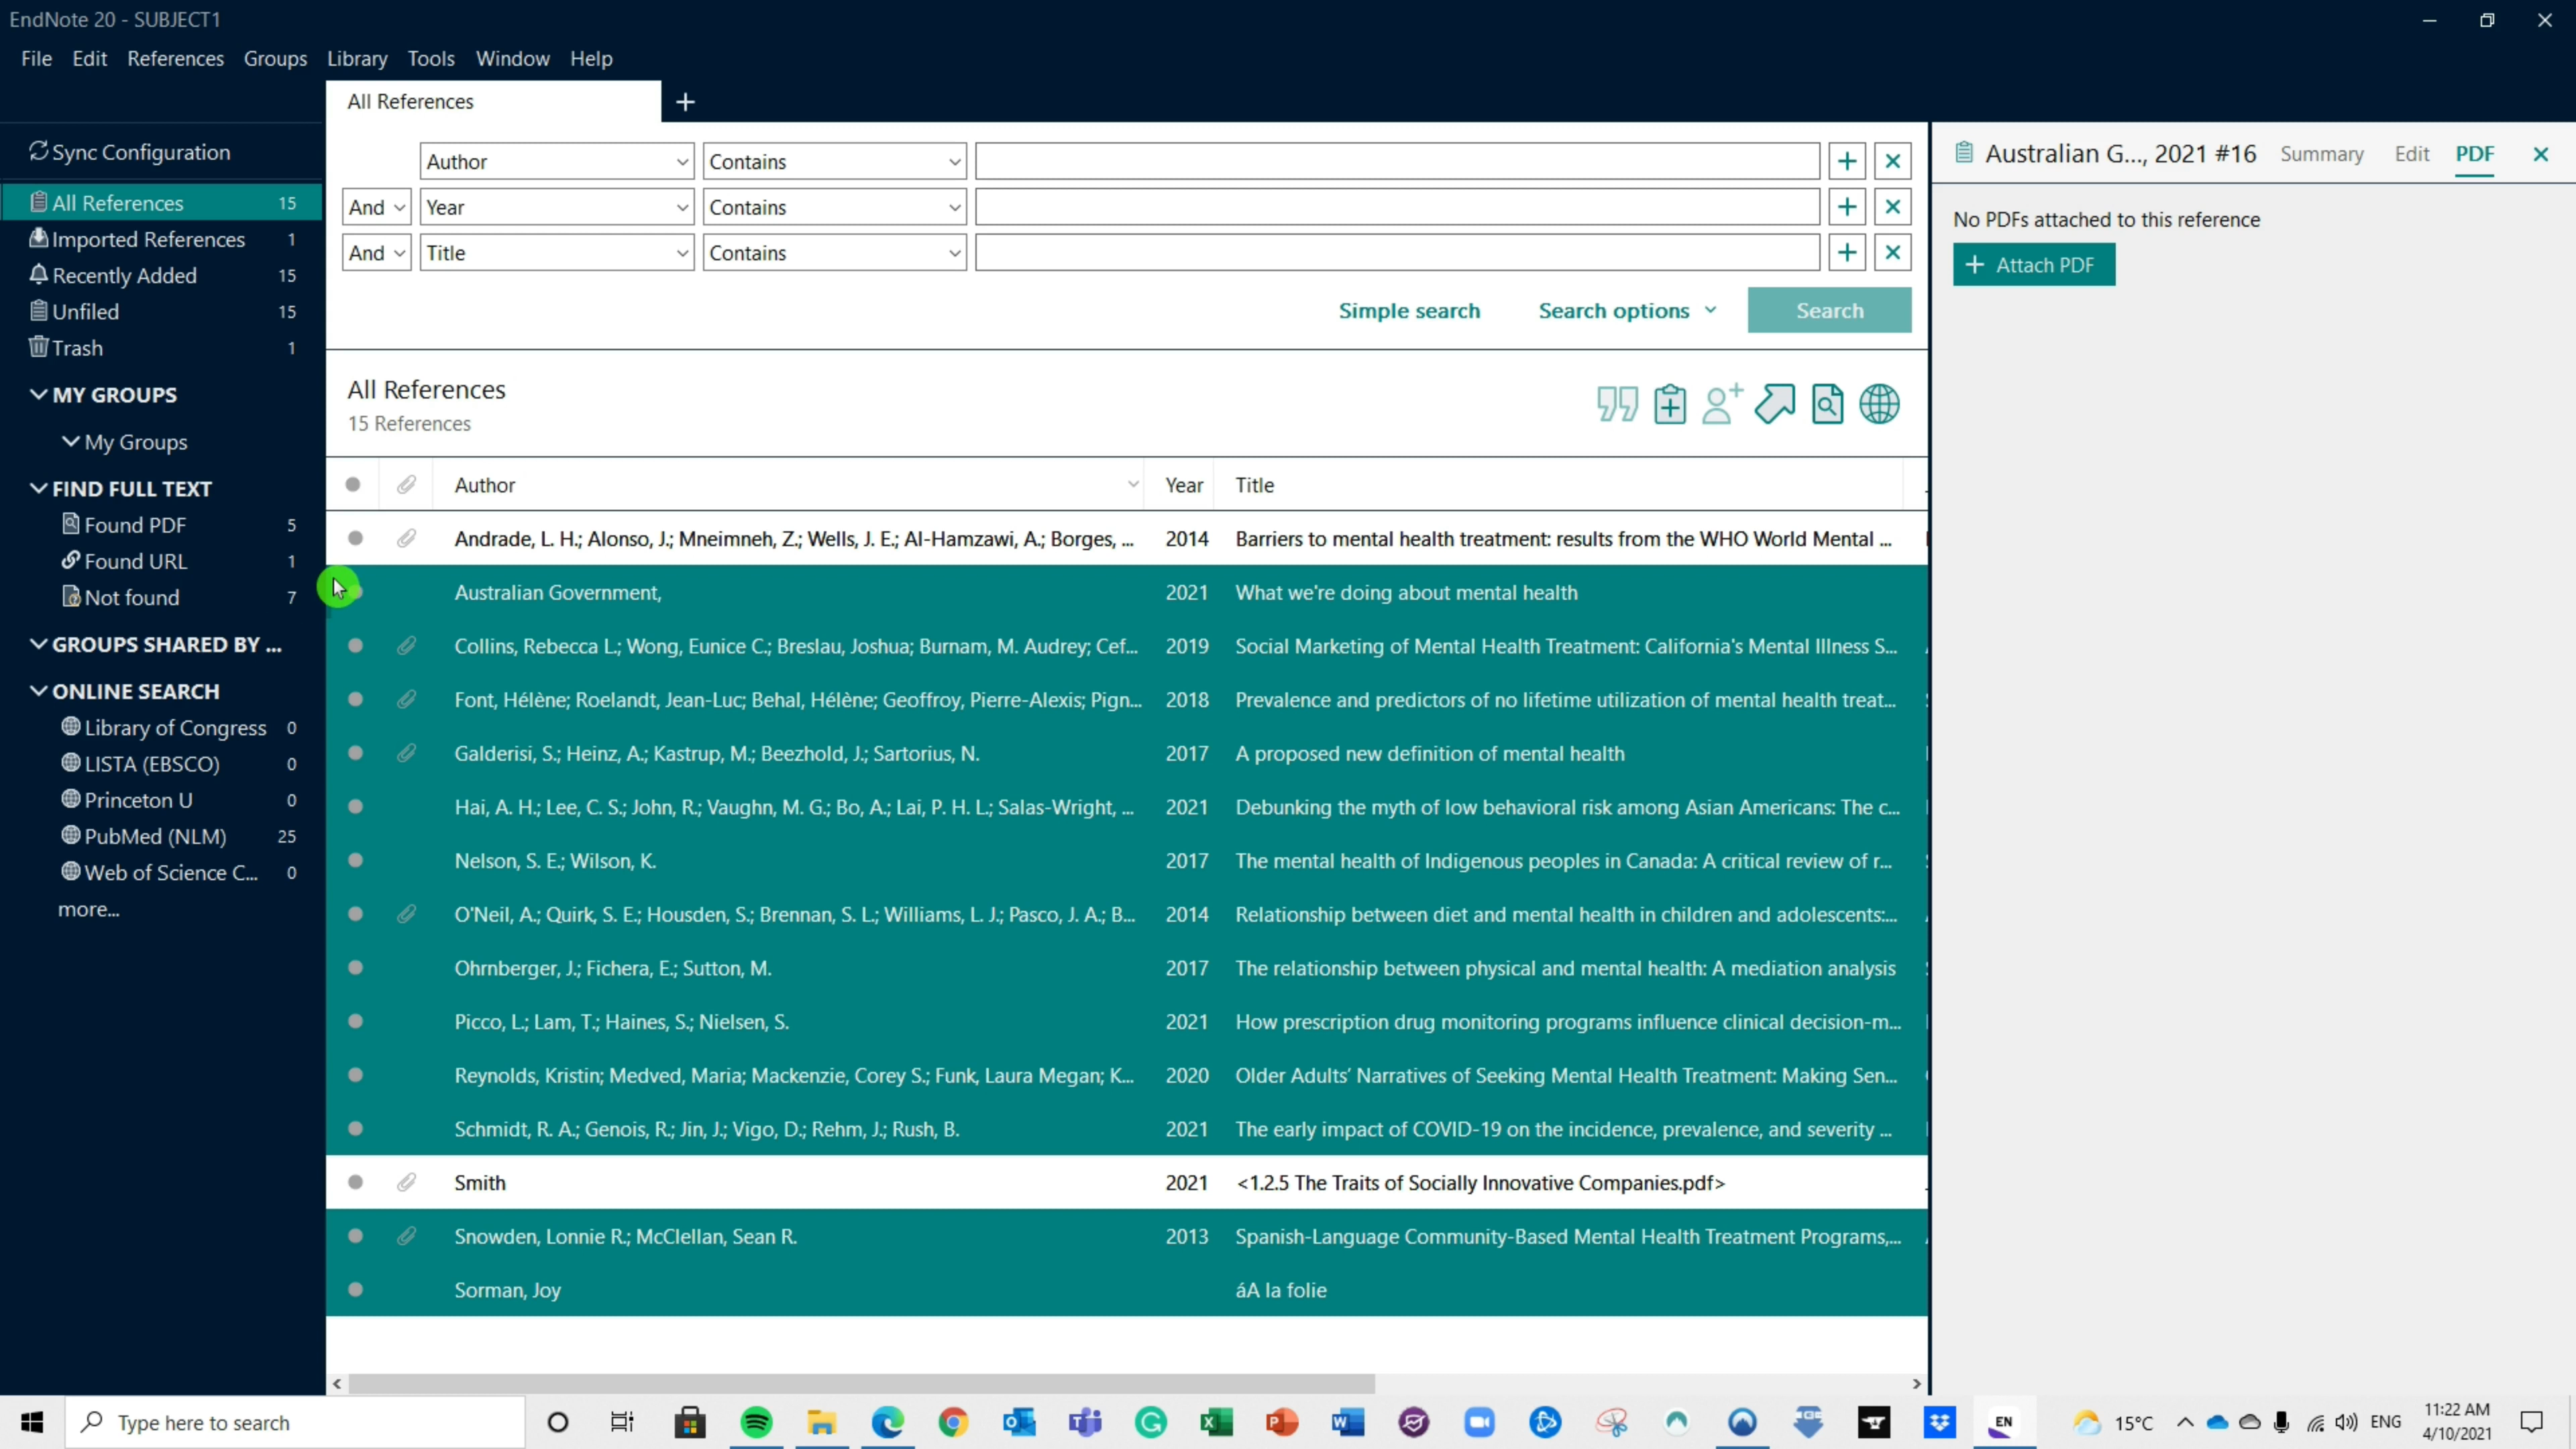 EndNote 20 - SUBJECT1
File Edit References Groups Library Tools Window Help
All References
Sync Configuration
All References 15
Imported References 1
Recently Added 15
Unfiled 15
Trash 1
MY GROUPS
My Groups
FIND FULL TEXT
Found PDF 5
Found URL 1
Not found 7
GROUPS SHARED BY ...
ONLINE SEARCH
Library of Congress 0
LISTA (EBSCO) 0
Princeton U 0
PubMed (NLM) 25
Web of Science C... 0
more...
Author Contains
And Year Contains
And Title Contains
Simple search Search options Search
All References
15 References
Author Year Title
Andrade, L. H.; Alonso, J.; Mneimneh, Z.; Wells, J. E.; Al-Hamzawi, A.; Borges, ... 2014 Barriers to mental health treatment: results from the WHO World Mental ...
Australian Government, 2021 What we're doing about mental health
Collins, Rebecca L.; Wong, Eunice C.; Breslau, Joshua; Burnam, M. Audrey; Cef... 2019 Social Marketing of Mental Health Treatment: California's Mental Illness S...
Font, Hélène; Roelandt, Jean-Luc; Behal, Hélène; Geoffroy, Pierre-Alexis; Pign... 2018 Prevalence and predictors of no lifetime utilization of mental health treat...
Galderisi, S.; Heinz, A.; Kastrup, M.; Beezhold, J.; Sartorius, N. 2017 A proposed new definition of mental health
Hai, A. H.; Lee, C. S.; John, R.; Vaughn, M. G.; Bo, A.; Lai, P. H. L.; Salas-Wright, ... 2021 Debunking the myth of low behavioral risk among Asian Americans: The c...
Nelson, S. E.; Wilson, K. 2017 The mental health of Indigenous peoples in Canada: A critical review of r...
O'Neil, A.; Quirk, S. E.; Housden, S.; Brennan, S. L.; Williams, L. J.; Pasco, J. A.; B... 2014 Relationship between diet and mental health in children and adolescents:...
Ohrnberger, J.; Fichera, E.; Sutton, M. 2017 The relationship between physical and mental health: A mediation analysis
Picco, L.; Lam, T.; Haines, S.; Nielsen, S. 2021 How prescription drug monitoring programs influence clinical decision-m...
Reynolds, Kristin; Medved, Maria; Mackenzie, Corey S.; Funk, Laura Megan; K... 2020 Older Adults' Narratives of Seeking Mental Health Treatment: Making Sen...
Schmidt, R. A.; Genois, R.; Jin, J.; Vigo, D.; Rehm, J.; Rush, B. 2021 The early impact of COVID-19 on the incidence, prevalence, and severity ...
Smith 2021 <1.2.5 The Traits of Socially Innovative Companies.pdf>
Snowden, Lonnie R.; McClellan, Sean R. 2013 Spanish-Language Community-Based Mental Health Treatment Programs,...
Sorman, Joy áA la folie
Australian G..., 2021 #16 Summary Edit PDF
No PDFs attached to this reference
Attach PDF
Type here to search
EN
15°C ENG 11:22 AM
4/10/2021